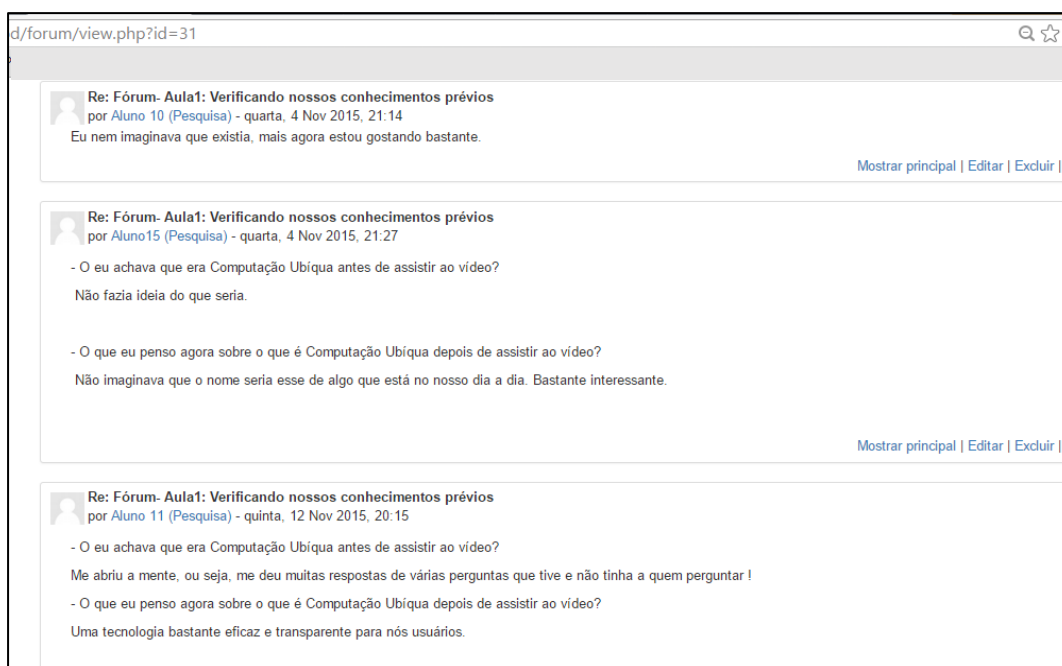 d/forum/view.php?id=31
Re: Fórum- Aula1: Verificando nossos conhecimentos prévios
por Aluno 10 (Pesquisa) - quarta, 4 Nov 2015, 21:14
Eu nem imaginava que existia, mais agora estou gostando bastante.
Mostrar principal | Editar | Excluir |
Re: Fórum- Aula1: Verificando nossos conhecimentos prévios
por Aluno15 (Pesquisa) - quarta, 4 Nov 2015, 21:27
- O eu achava que era Computação Ubíqua antes de assistir ao vídeo?
Não fazia ideia do que seria.
- O que eu penso agora sobre o que é Computação Ubíqua depois de assistir ao vídeo?
Não imaginava que o nome seria esse de algo que está no nosso dia a dia. Bastante interessante.
Mostrar principal | Editar | Excluir |
Re: Fórum- Aula1: Verificando nossos conhecimentos prévios
por Aluno 11 (Pesquisa) - quinta, 12 Nov 2015, 20:15
- O eu achava que era Computação Ubíqua antes de assistir ao vídeo?
Me abriu a mente, ou seja, me deu muitas respostas de várias perguntas que tive e não tinha a quem perguntar !
- O que eu penso agora sobre o que é Computação Ubíqua depois de assistir ao vídeo?
Uma tecnologia bastante eficaz e transparente para nós usuários.